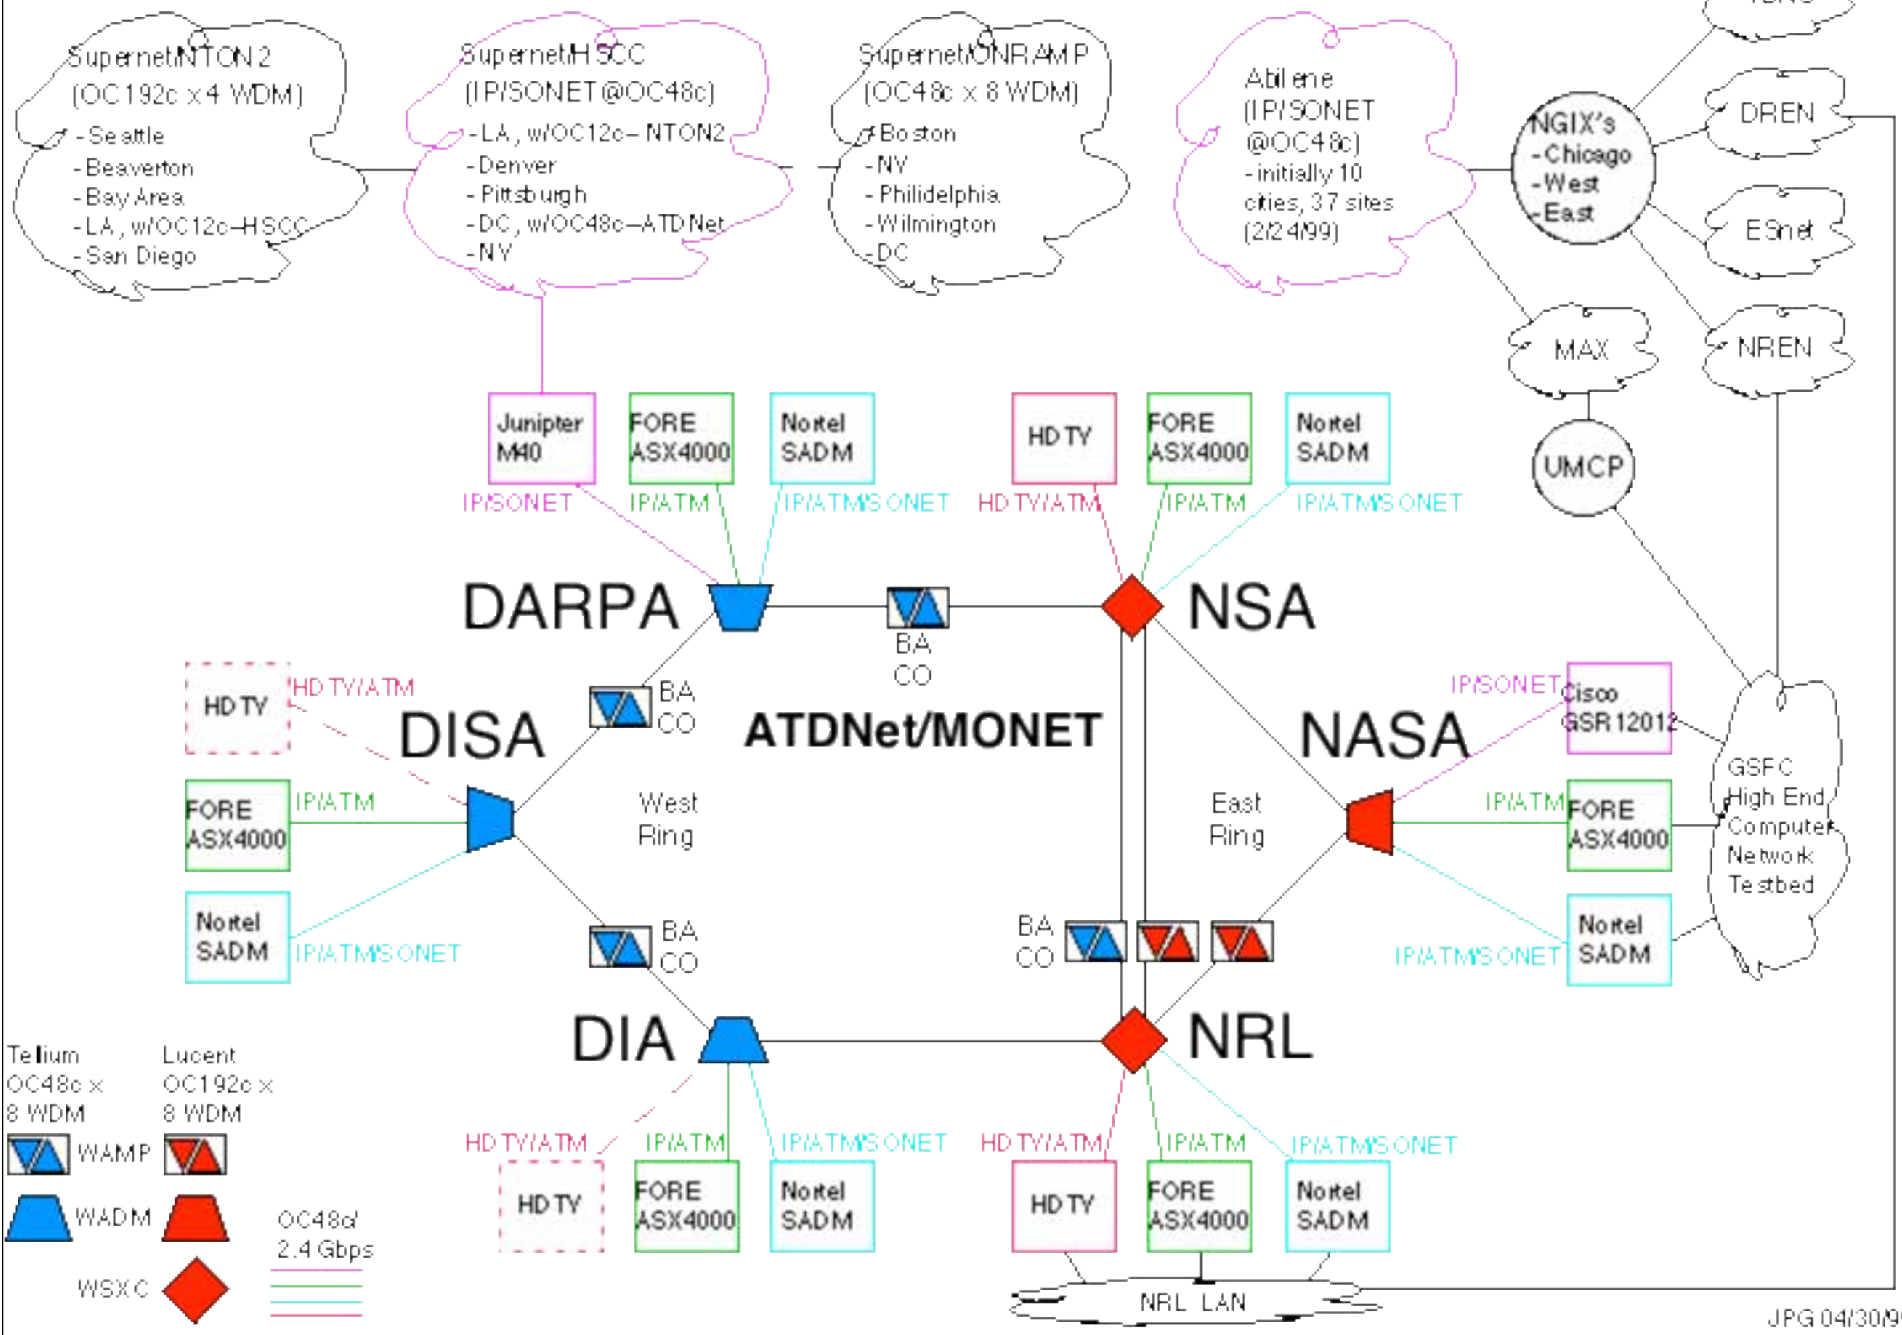 Supernet/NTON2
(OC192c x 4 WDM)
-Seattle
-Beaverton
-Bay Area
-LA, w/OC12c–HSCC
-San Diego
Supernet/HSCC
(IP/SONET@OC48c)
-LA, w/OC12c–NTON2
-Denver
-Pittsburgh
-DC, w/OC48c–ATDNet
-NY
Supernet/ONRAMP
(OC48c x 8 WDM)
-Boston
-NY
-Philidelphia
-Wilmington
-DC
Abilene
(IP/SONET
@OC48c)
-initially 10
cities, 37 sites
(2/24/99)
NGIX's
-Chicago
-West
-East
DREN
ESnet
MAX
NREN
UMCP
Junipter
M40
FORE
ASX4000
Nortel
SADM
IP/SONET
IP/ATM
IP/ATM/SONET
HDTV
FORE
ASX4000
Nortel
SADM
HDTV/ATM
IP/ATM
IP/ATM/SONET
DARPA
BA
CO
NSA
HDTV
HDTV/ATM
DISA
BA
CO
ATDNet/MONET
NASA
IP/SONET
Cisco
GSR12012
FORE
ASX4000
IP/ATM
West
Ring
East
Ring
IP/ATM
FORE
ASX4000
GSFC
High End
Computer
Network
Testbed
Nortel
SADM
IP/ATM/SONET
BA
CO
BA
CO
IP/ATM/SONET
Nortel
SADM
DIA
NRL
HDTV/ATM
IP/ATM
IP/ATM/SONET
HDTV
FORE
ASX4000
Nortel
SADM
HDTV/ATM
IP/ATM
IP/ATM/SONET
HDTV
FORE
ASX4000
Nortel
SADM
NRL LAN
Tellium
OC48c x
8 WDM
Lucent
OC192c x
8 WDM
WAMP
WADM
WSXC
OC48c/
2.4 Gbps
JPG 04/30/9